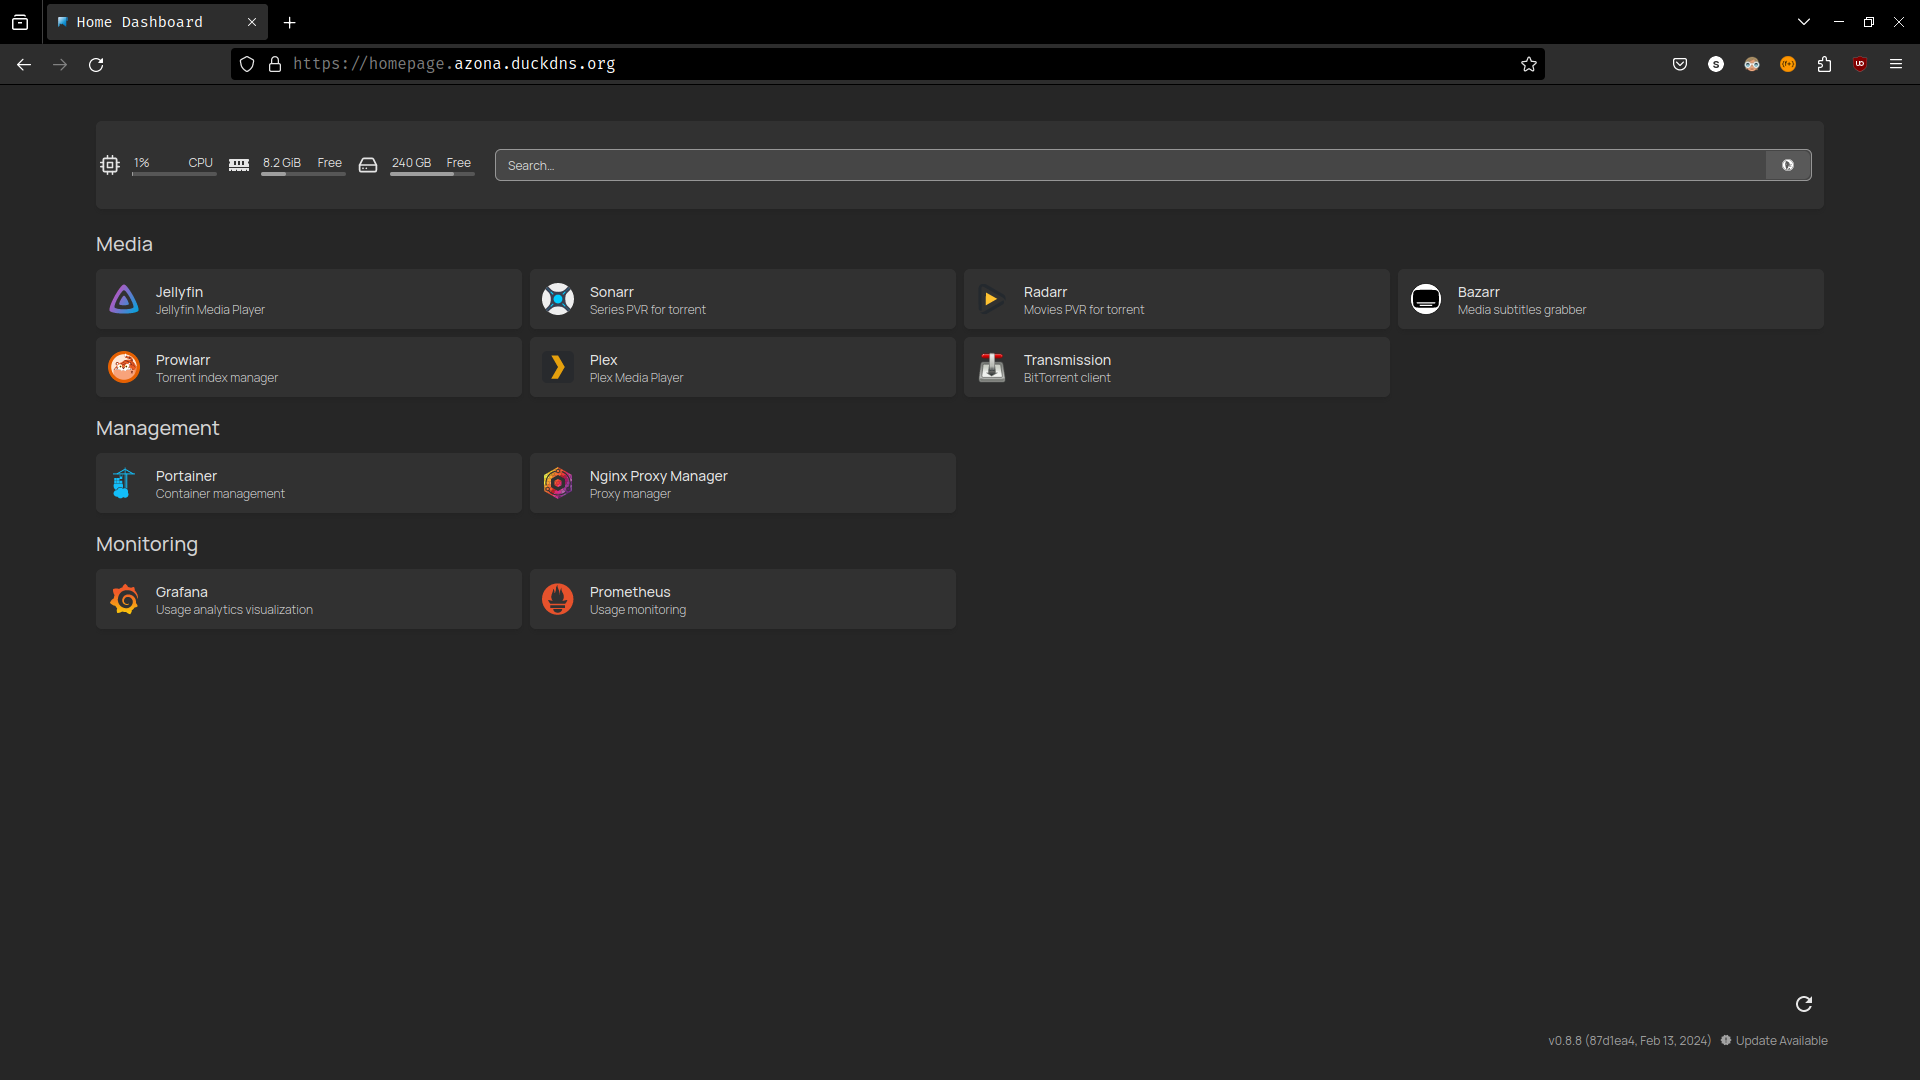 Home Dashboard
https://homepage.azona.duckdns.org
1% CPU 8.2 GiB Free 240 GB Free Search...
Media
Jellyfin Sonarr Radarr Bazarr
Jellyfin Media Player Series PVR for torrent Movies PVR for torrent Media subtitles grabber
Prowlarr Plex Transmission
Torrent index manager Plex Media Player BitTorrent client
Management
Portainer Nginx Proxy Manager
Container management Proxy manager
Monitoring
Grafana Prometheus
Usage analytics visualization Usage monitoring
v0.8.8 (87d1ea4, Feb 13, 2024) Update Available